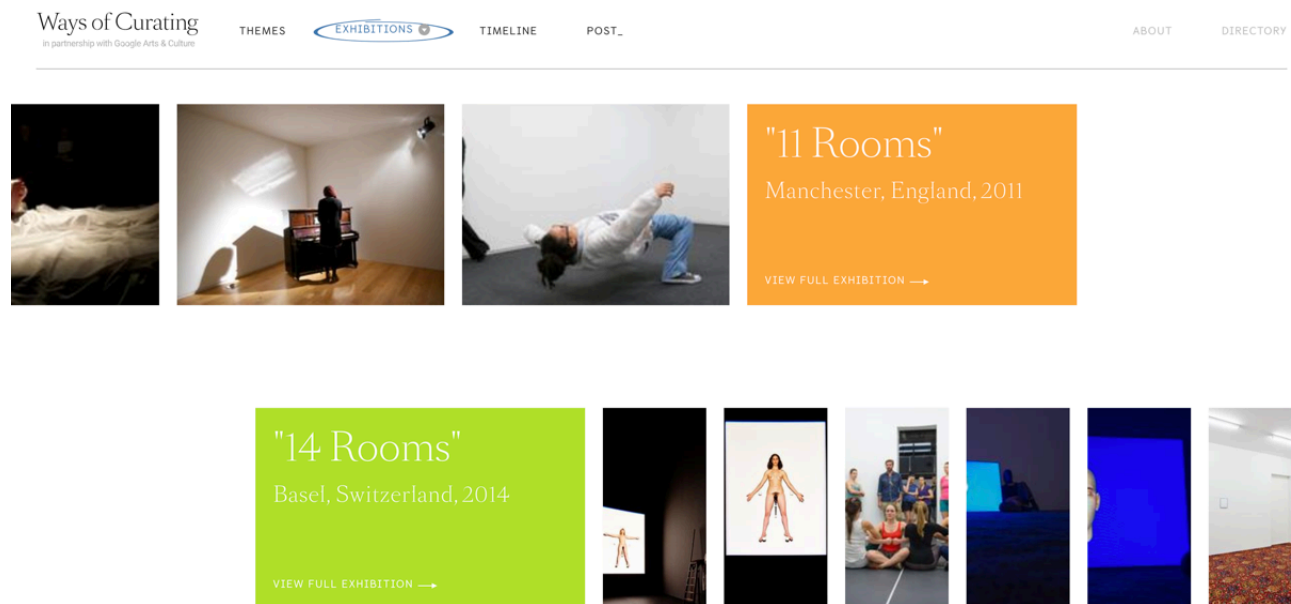 Ways of Curating
in partnership with Google Arts & Culture
THEMES
EXHIBITIONS
TIMELINE
POST_
ABOUT
DIRECTORY
"11 Rooms"
Manchester, England, 2011
VIEW FULL EXHIBITION
"14 Rooms"
Basel, Switzerland, 2014
VIEW FULL EXHIBITION